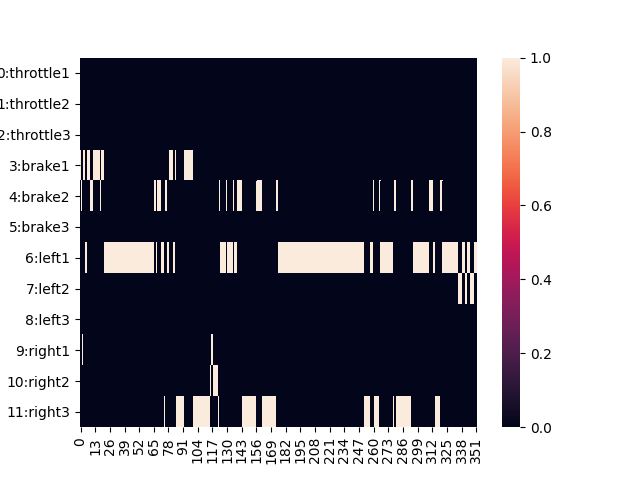 0:throttle1
1:throttle2
2:throttle3
3:brake1
4:brake2
5:brake3
6:left1
7:left2
8:left3
9:right1
10:right2
11:right3
0 13 26 39 52 65 78 91 104 117 130 143 156 169 182 195 208 221 234 247 260 273 286 299 312 325 338 351
1.0
0.8
0.6
0.4
0.2
0.0